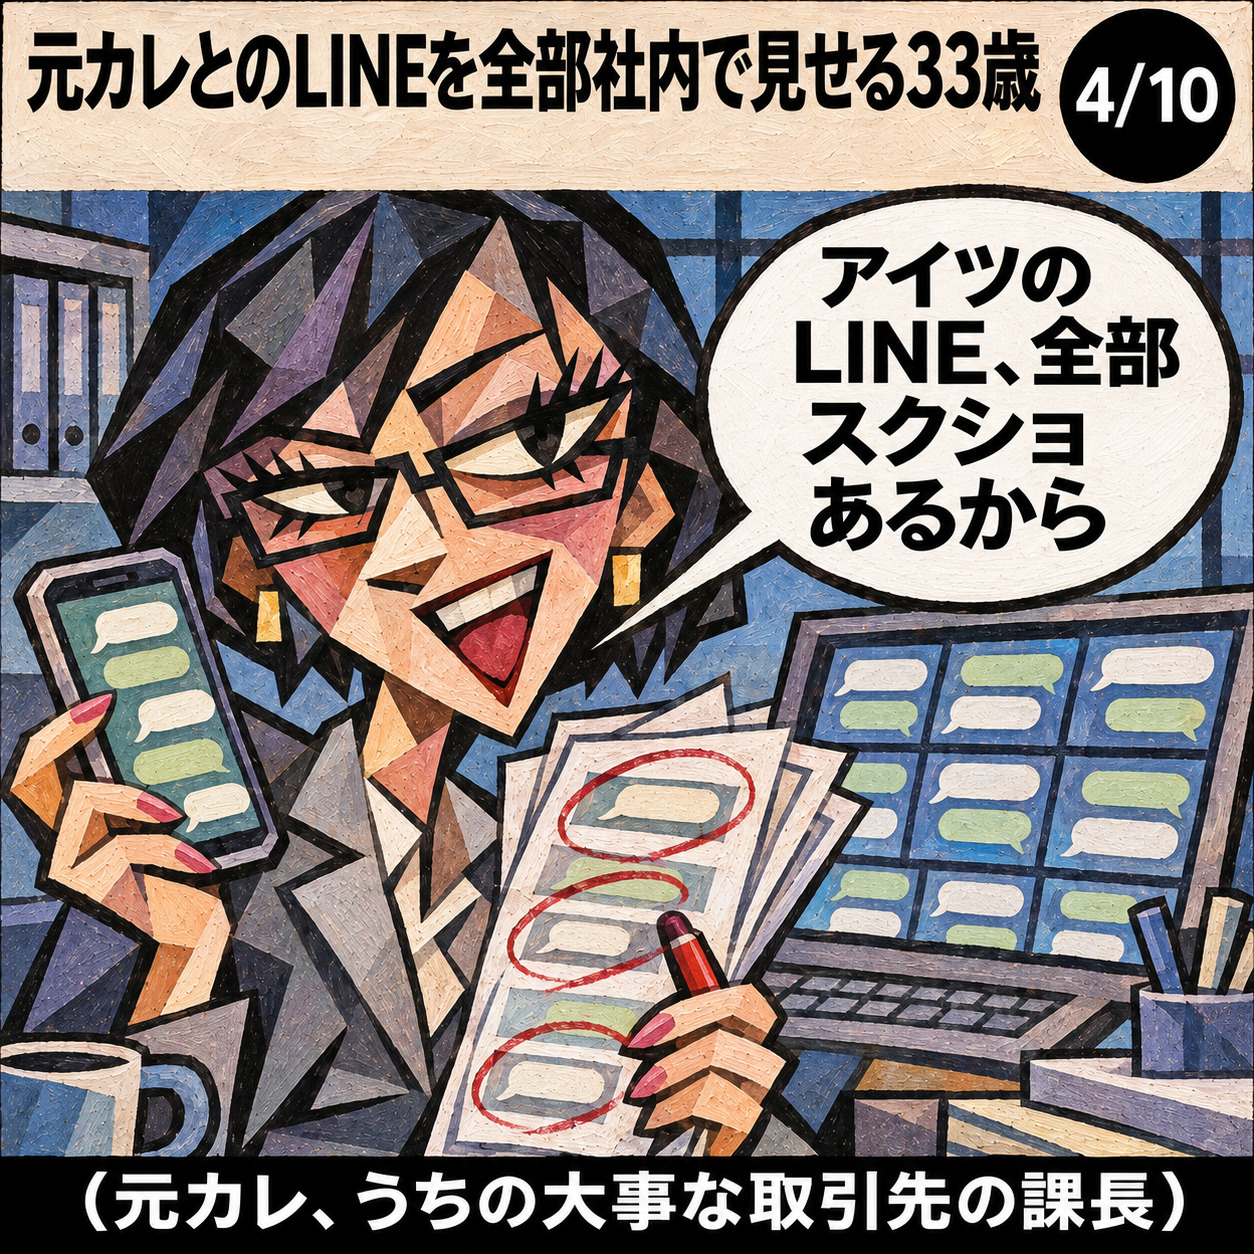 元カレとのLINEを全部社内で見せる33歳
4/10
アイツの
LINE、全部
スクショ
あるから
（元カレ、うちの大事な取引先の課長）